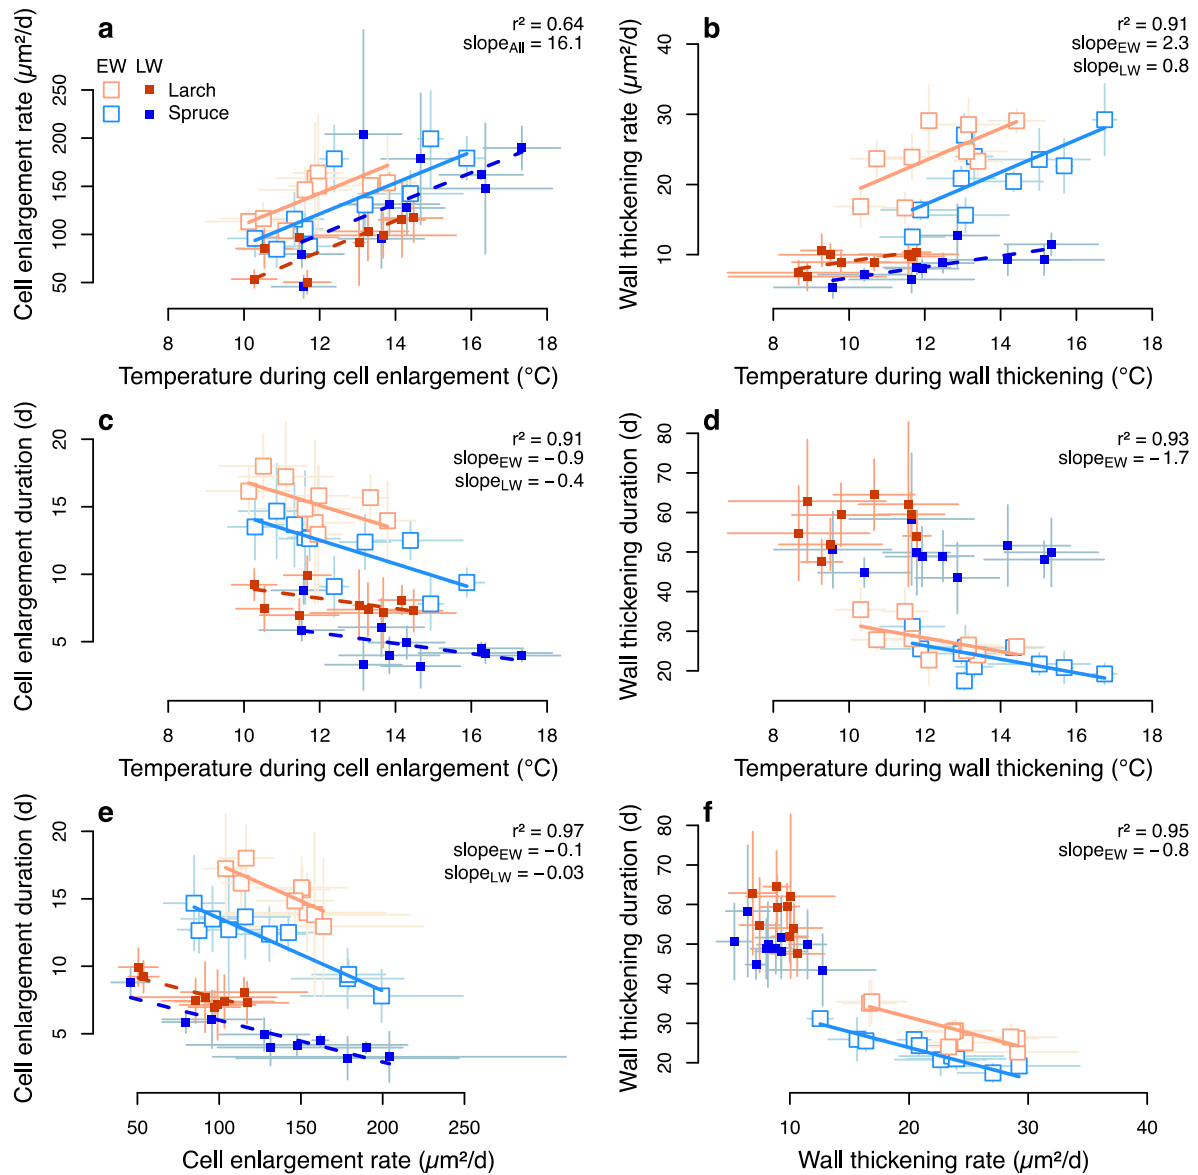 a
r² = 0.64
slopeAll = 16.1
EW LW
Larch
Spruce
Cell enlargement rate (µm²/d)
50
100
150
200
250
8 10 12 14 16 18
Temperature during cell enlargement (°C)
b
r² = 0.91
slopeEW = 2.3
slopeLW = 0.8
Wall thickening rate (µm²/d)
10
20
30
40
8 10 12 14 16 18
Temperature during wall thickening (°C)
c
r² = 0.91
slopeEW = −0.9
slopeLW = −0.4
Cell enlargement duration (d)
5
10
15
20
8 10 12 14 16 18
Temperature during cell enlargement (°C)
d
r² = 0.93
slopeEW = −1.7
Wall thickening duration (d)
20
30
40
50
60
70
80
8 10 12 14 16 18
Temperature during wall thickening (°C)
e
r² = 0.97
slopeEW = −0.1
slopeLW = −0.03
Cell enlargement duration (d)
5
10
15
20
50 100 150 200 250
Cell enlargement rate (µm²/d)
f
r² = 0.95
slopeEW = −0.8
Wall thickening duration (d)
20
30
40
50
60
70
80
10 20 30 40
Wall thickening rate (µm²/d)